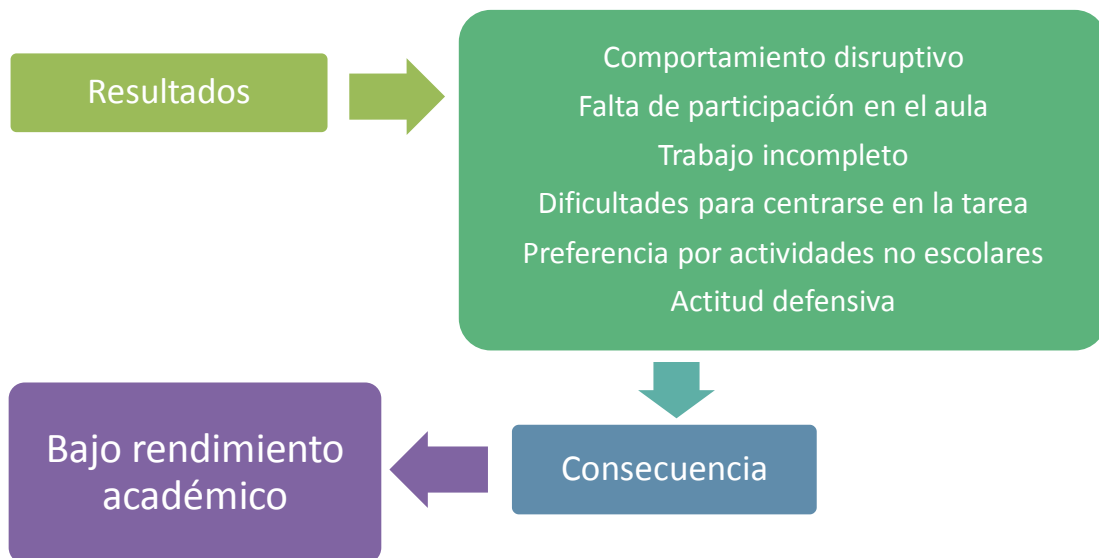 Resultados
Comportamiento disruptivo
Falta de participación en el aula
Trabajo incompleto
Dificultades para centrarse en la tarea
Preferencia por actividades no escolares
Actitud defensiva
Consecuencia
Bajo rendimiento
académico